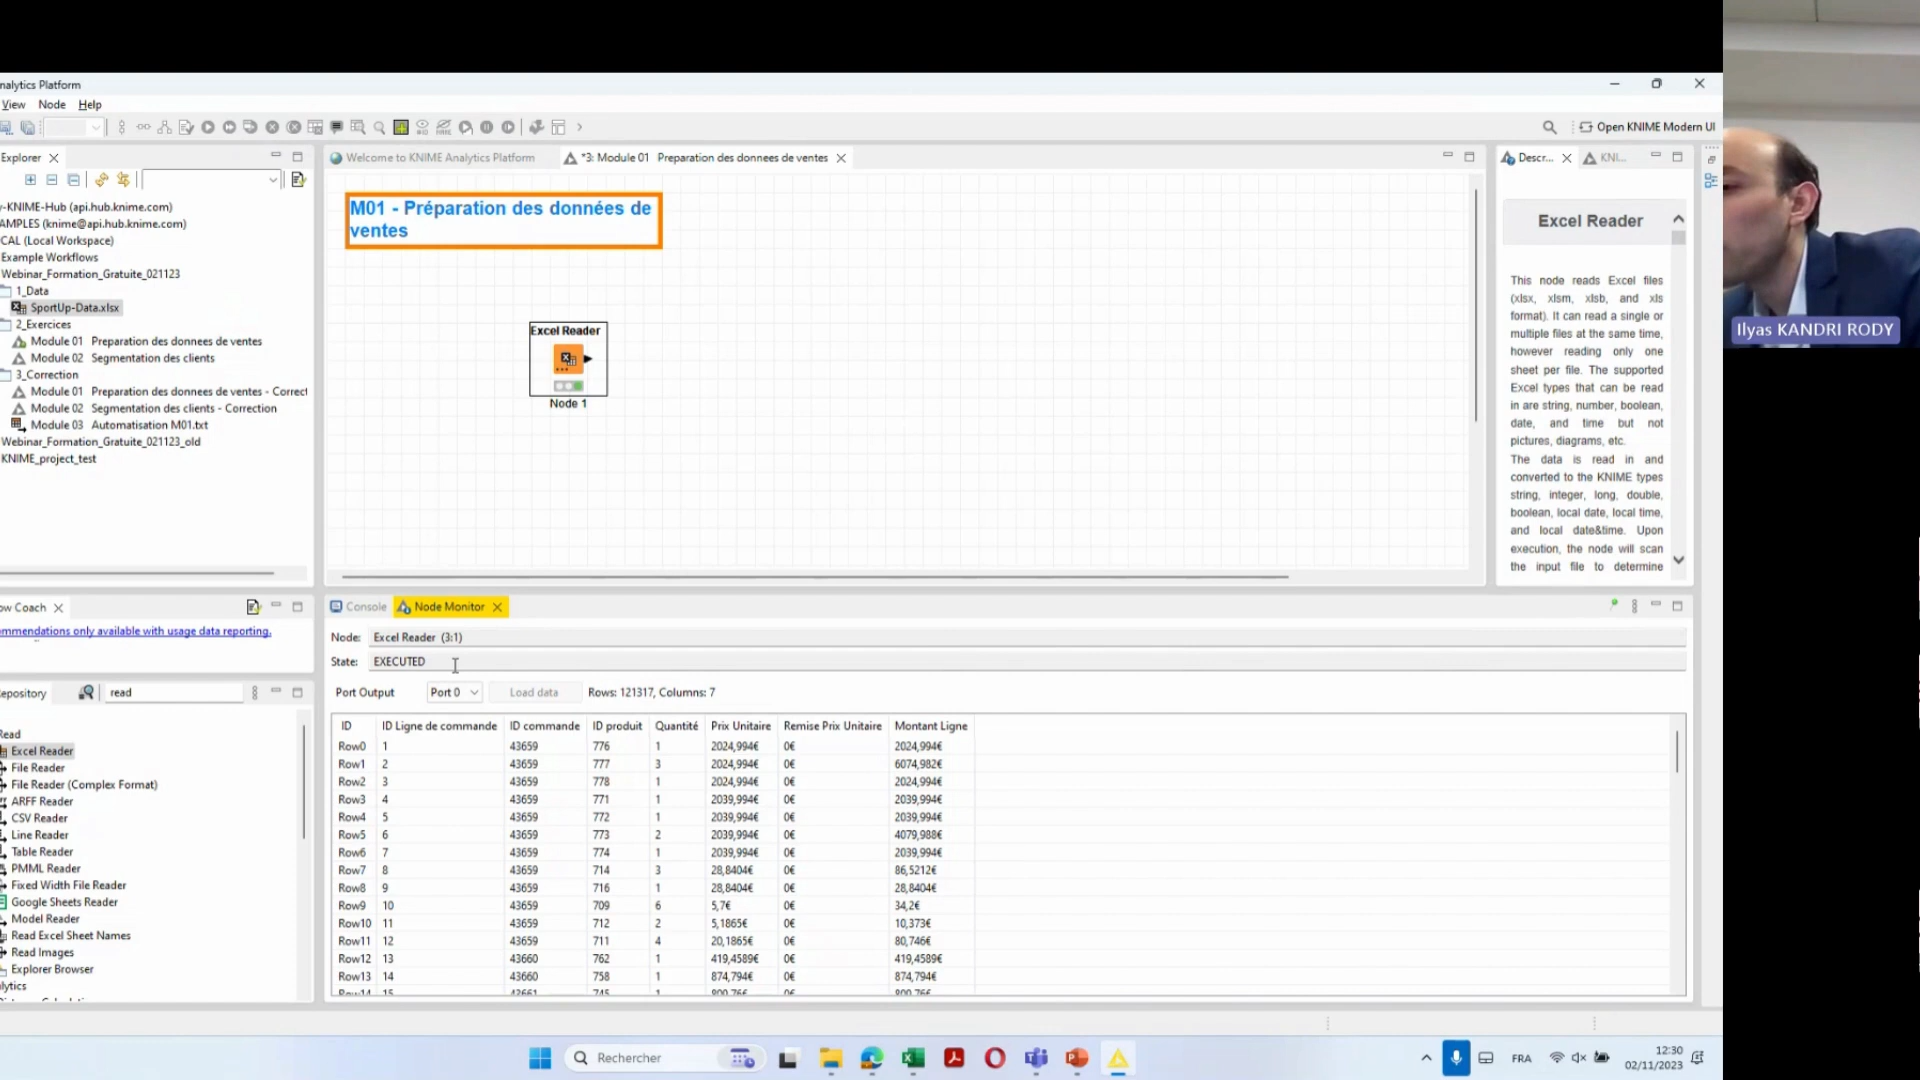 nalytics Platform
View Node Help
Open KNIME Modern UI
Explorer
Welcome to KNIME Analytics Platform
*3: Module 01 Preparation des donnees de ventes
Descr...
KNI...
y-KNIME-Hub (api.hub.knime.com)
AMPLES (knime@api.hub.knime.com)
CAL (Local Workspace)
Example Workflows
Webinar_Formation_Gratuite_021123
1_Data
SportUp-Data.xlsx
2_Exercices
Module 01 Preparation des donnees de ventes
Module 02 Segmentation des clients
3_Correction
Module 01 Preparation des donnees de ventes - Correct
Module 02 Segmentation des clients - Correction
Module 03 Automatisation M01.txt
Webinar_Formation_Gratuite_021123_old
KNIME_project_test
M01 - Préparation des données de
ventes
Excel Reader
Node 1
Excel Reader
This node reads Excel files
(xlsx, xlsm, xlsb, and xls
format). It can read a single or
multiple files at the same time,
however reading only one
sheet per file. The supported
Excel types that can be read
in are string, number, boolean,
date, and time but not
pictures, diagrams, etc.
The data is read in and
converted to the KNIME types
string, integer, long, double,
boolean, local date, local time,
and local date&time. Upon
execution, the node will scan
the input file to determine
Ilyas KANDRI RODY
ow Coach
mmendations only available with usage data reporting.
epository
read
Read
Excel Reader
File Reader
File Reader (Complex Format)
ARFF Reader
CSV Reader
Line Reader
Table Reader
PMML Reader
Fixed Width File Reader
Google Sheets Reader
Model Reader
Read Excel Sheet Names
Read Images
Explorer Browser
lytics
Console
Node Monitor
Node: Excel Reader (3:1)
State: EXECUTED
Port Output Port 0 Load data Rows: 121317, Columns: 7
ID ID Ligne de commande ID commande ID produit Quantité Prix Unitaire Remise Prix Unitaire Montant Ligne
Row0 1 43659 776 1 2024,994€ 0€ 2024,994€
Row1 2 43659 777 3 2024,994€ 0€ 6074,982€
Row2 3 43659 778 1 2024,994€ 0€ 2024,994€
Row3 4 43659 771 1 2039,994€ 0€ 2039,994€
Row4 5 43659 772 1 2039,994€ 0€ 2039,994€
Row5 6 43659 773 2 2039,994€ 0€ 4079,988€
Row6 7 43659 774 1 2039,994€ 0€ 2039,994€
Row7 8 43659 714 3 28,8404€ 0€ 86,5212€
Row8 9 43659 716 1 28,8404€ 0€ 28,8404€
Row9 10 43659 709 6 5,7€ 0€ 34,2€
Row10 11 43659 712 2 5,1865€ 0€ 10,373€
Row11 12 43659 711 4 20,1865€ 0€ 80,746€
Row12 13 43660 762 1 419,4589€ 0€ 419,4589€
Row13 14 43660 758 1 874,794€ 0€ 874,794€
Row14 15 43661 745 1 809,76€ 0€ 809,76€
Rechercher
FRA
12:30
02/11/2023